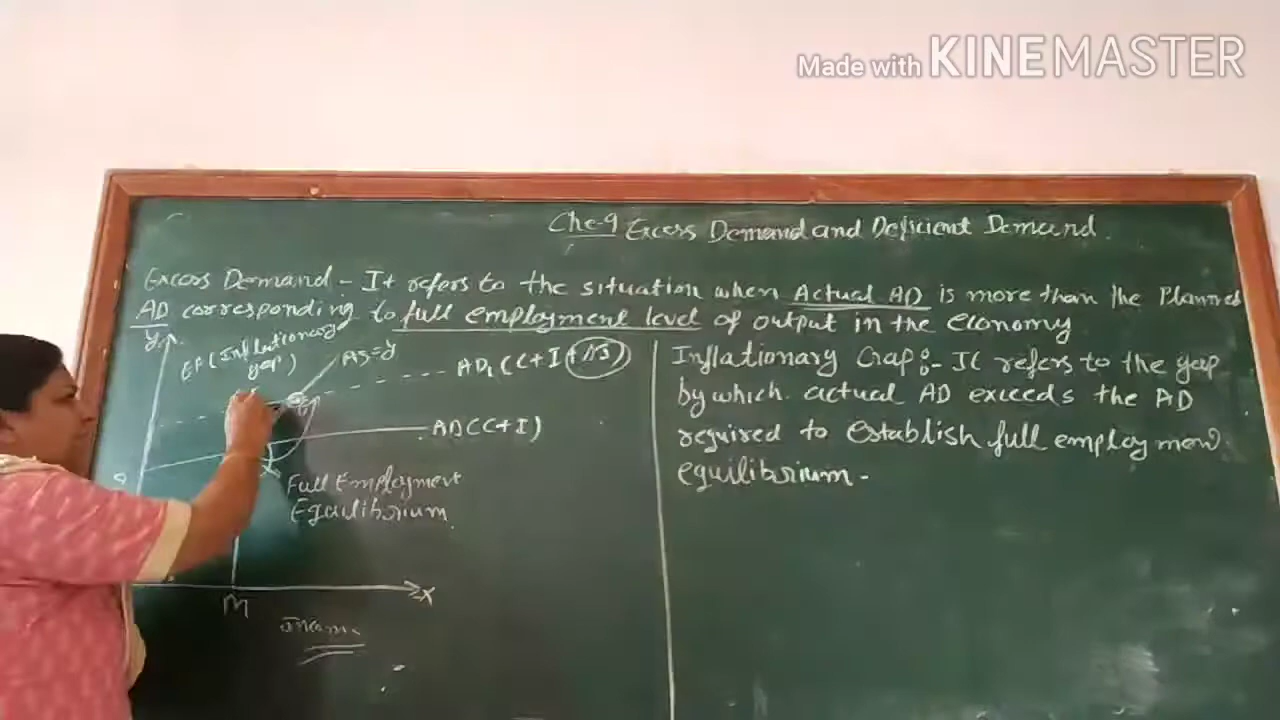 Made with KINEMASTER
Che-9 Excess Demand and Deficient Demand.
Excess Demand - It refers to the situation when Actual AD is more than the Planned
AD corresponding to full employment level of output in the economy
y
EF (Inflationary
gap)
AS=Y
AD₁ (C+I+
AD (C+I)
Full Employment
Equilibrium
M
X
Income
Inflationary Gap:- It refers to the gap
by which actual AD exceeds the AD
required to establish full employment
equilibrium -